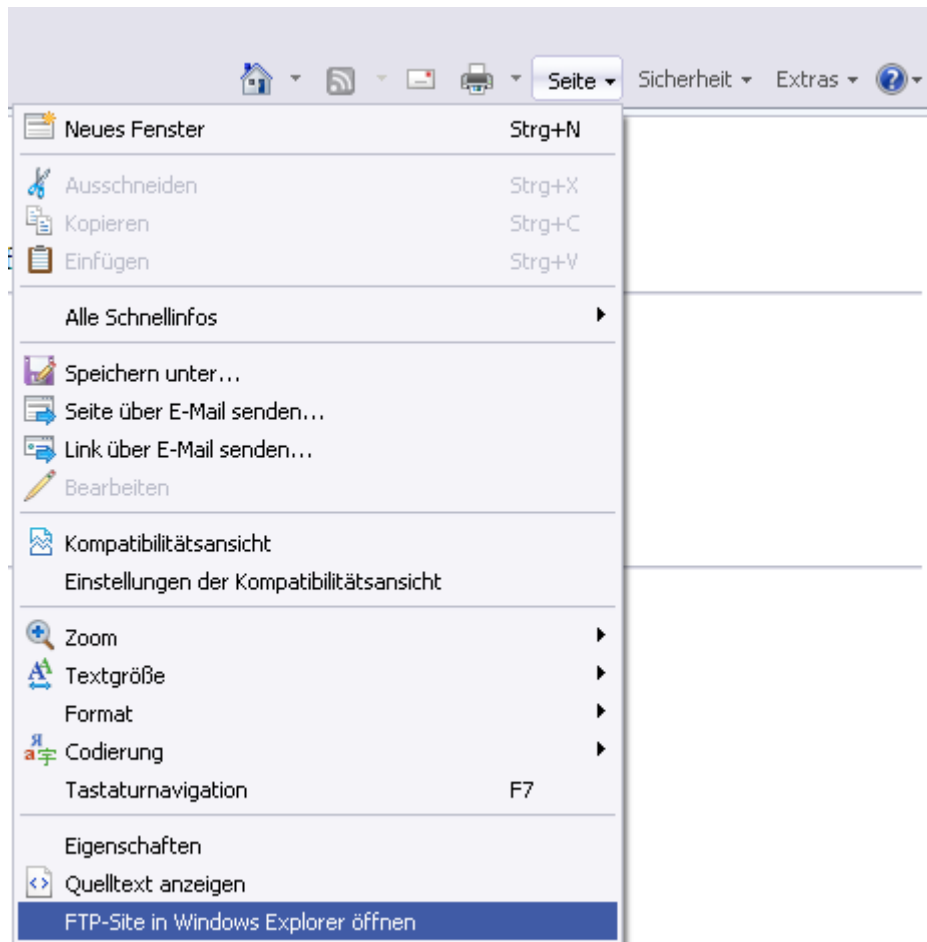 Seite Sicherheit Extras
Neues Fenster Strg+N
Ausschneiden Strg+X
Kopieren Strg+C
Einfügen Strg+V
Alle Schnellinfos
Speichern unter...
Seite über E-Mail senden...
Link über E-Mail senden...
Bearbeiten
Kompatibilitätsansicht
Einstellungen der Kompatibilitätsansicht
Zoom
Textgröße
Format
Codierung
Tastaturnavigation F7
Eigenschaften
Quelltext anzeigen
FTP-Site in Windows Explorer öffnen